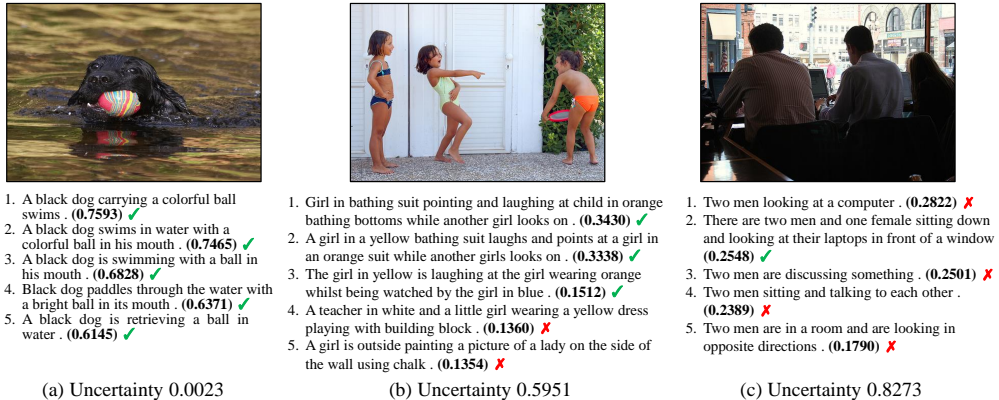 1. A black dog carrying a colorful ball
swims . (0.7593) ✓
2. A black dog swims in water with a
colorful ball in his mouth . (0.7465) ✓
3. A black dog is swimming with a ball in
his mouth . (0.6828) ✓
4. Black dog paddles through the water with
a bright ball in its mouth . (0.6371) ✓
5. A black dog is retrieving a ball in
water . (0.6145) ✓
(a) Uncertainty 0.0023
1. Girl in bathing suit pointing and laughing at child in orange
bathing bottoms while another girl looks on . (0.3430) ✓
2. A girl in a yellow bathing suit laughs and points at a girl in
an orange suit while another girls looks on . (0.3338) ✓
3. The girl in yellow is laughing at the girl wearing orange
whilst being watched by the girl in blue . (0.1512) ✓
4. A teacher in white and a little girl wearing a yellow dress
playing with building block . (0.1360) ✗
5. A girl is outside painting a picture of a lady on the side of
the wall using chalk . (0.1354) ✗
(b) Uncertainty 0.5951
1. Two men looking at a computer . (0.2822) ✗
2. There are two men and one female sitting down
and looking at their laptops in front of a window .
(0.2548) ✓
3. Two men are discussing something . (0.2501) ✗
4. Two men sitting and talking to each other .
(0.2389) ✗
5. Two men are in a room and are looking in
opposite directions . (0.1790) ✗
(c) Uncertainty 0.8273